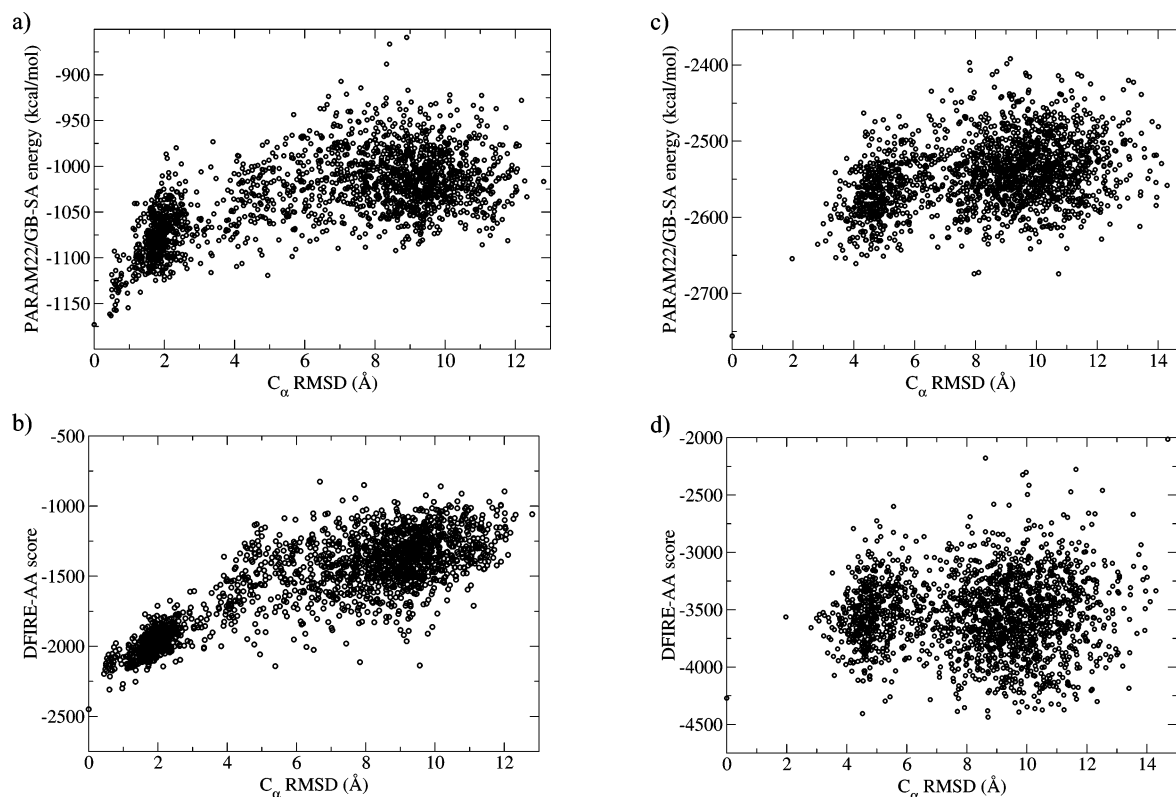 a)
-900
-950
-1000
-1050
-1100
-1150
PARAM22/GB-SA energy (kcal/mol)
0 2 4 6 8 10 12
Cα RMSD (Å)
b)
-500
-1000
-1500
-2000
-2500
DFIRE-AA score
0 2 4 6 8 10 12
Cα RMSD (Å)
c)
-2400
-2500
-2600
-2700
PARAM22/GB-SA energy (kcal/mol)
0 2 4 6 8 10 12 14
Cα RMSD (Å)
d)
-2000
-2500
-3000
-3500
-4000
-4500
DFIRE-AA score
0 2 4 6 8 10 12 14
Cα RMSD (Å)